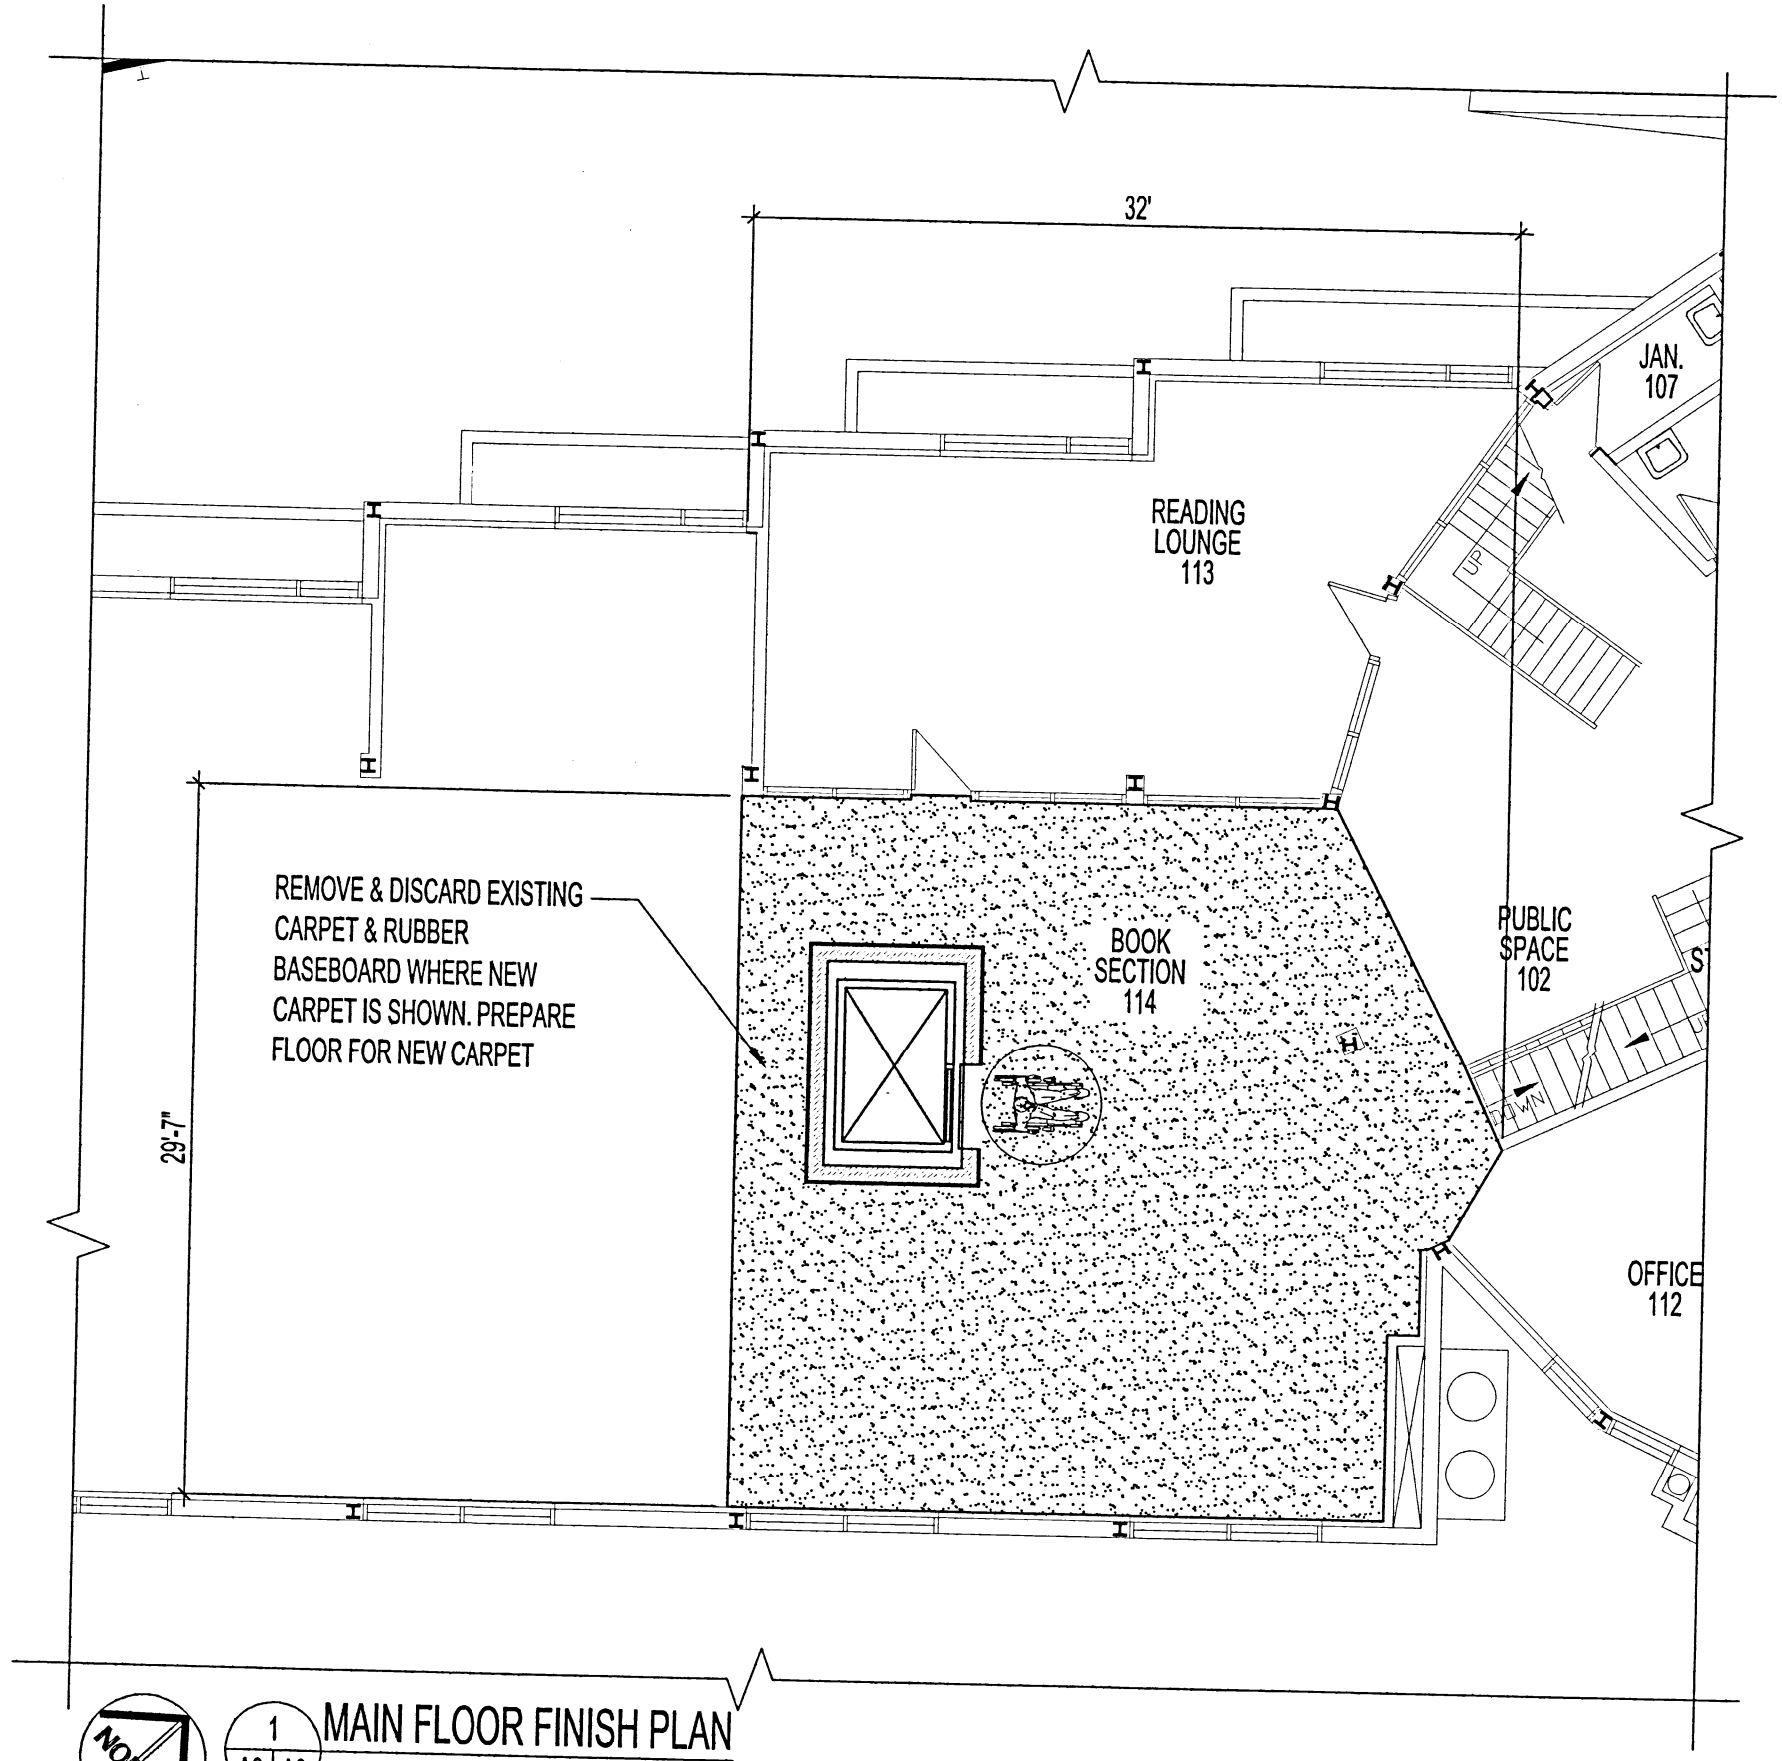 32'
JAN.
107
READING
LOUNGE
113
UP
REMOVE & DISCARD EXISTING
CARPET & RUBBER
BASEBOARD WHERE NEW
CARPET IS SHOWN. PREPARE
FLOOR FOR NEW CARPET
BOOK
SECTION
114
PUBLIC
SPACE
102
DOWN
29'-7"
OFFICE
112
1
MAIN FLOOR FINISH PLAN